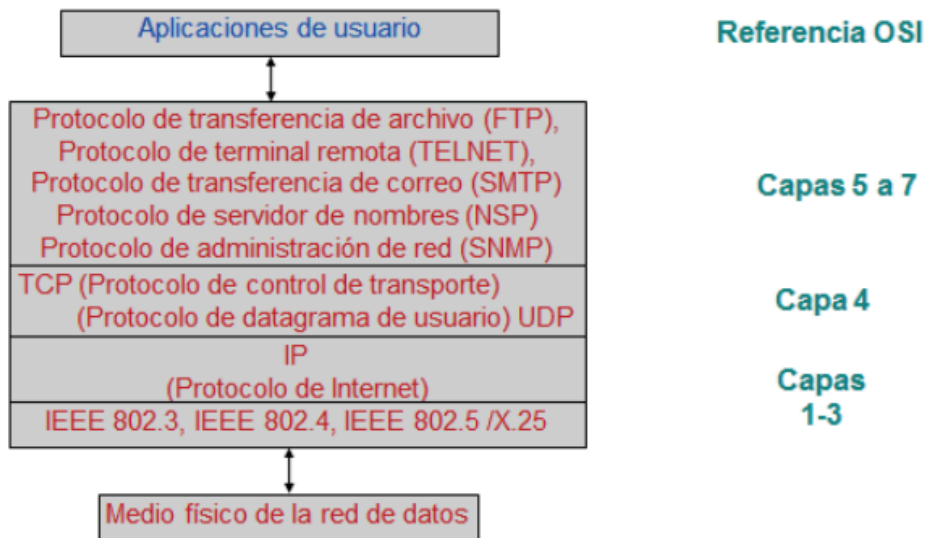 Aplicaciones de usuario
Referencia OSI
Protocolo de transferencia de archivo (FTP),
Protocolo de terminal remota (TELNET),
Protocolo de transferencia de correo (SMTP)
Protocolo de servidor de nombres (NSP)
Protocolo de administración de red (SNMP)
Capas 5 a 7
TCP (Protocolo de control de transporte)
(Protocolo de datagrama de usuario) UDP
Capa 4
IP
(Protocolo de Internet)
IEEE 802.3, IEEE 802.4, IEEE 802.5 /X.25
Capas
1-3
Medio físico de la red de datos